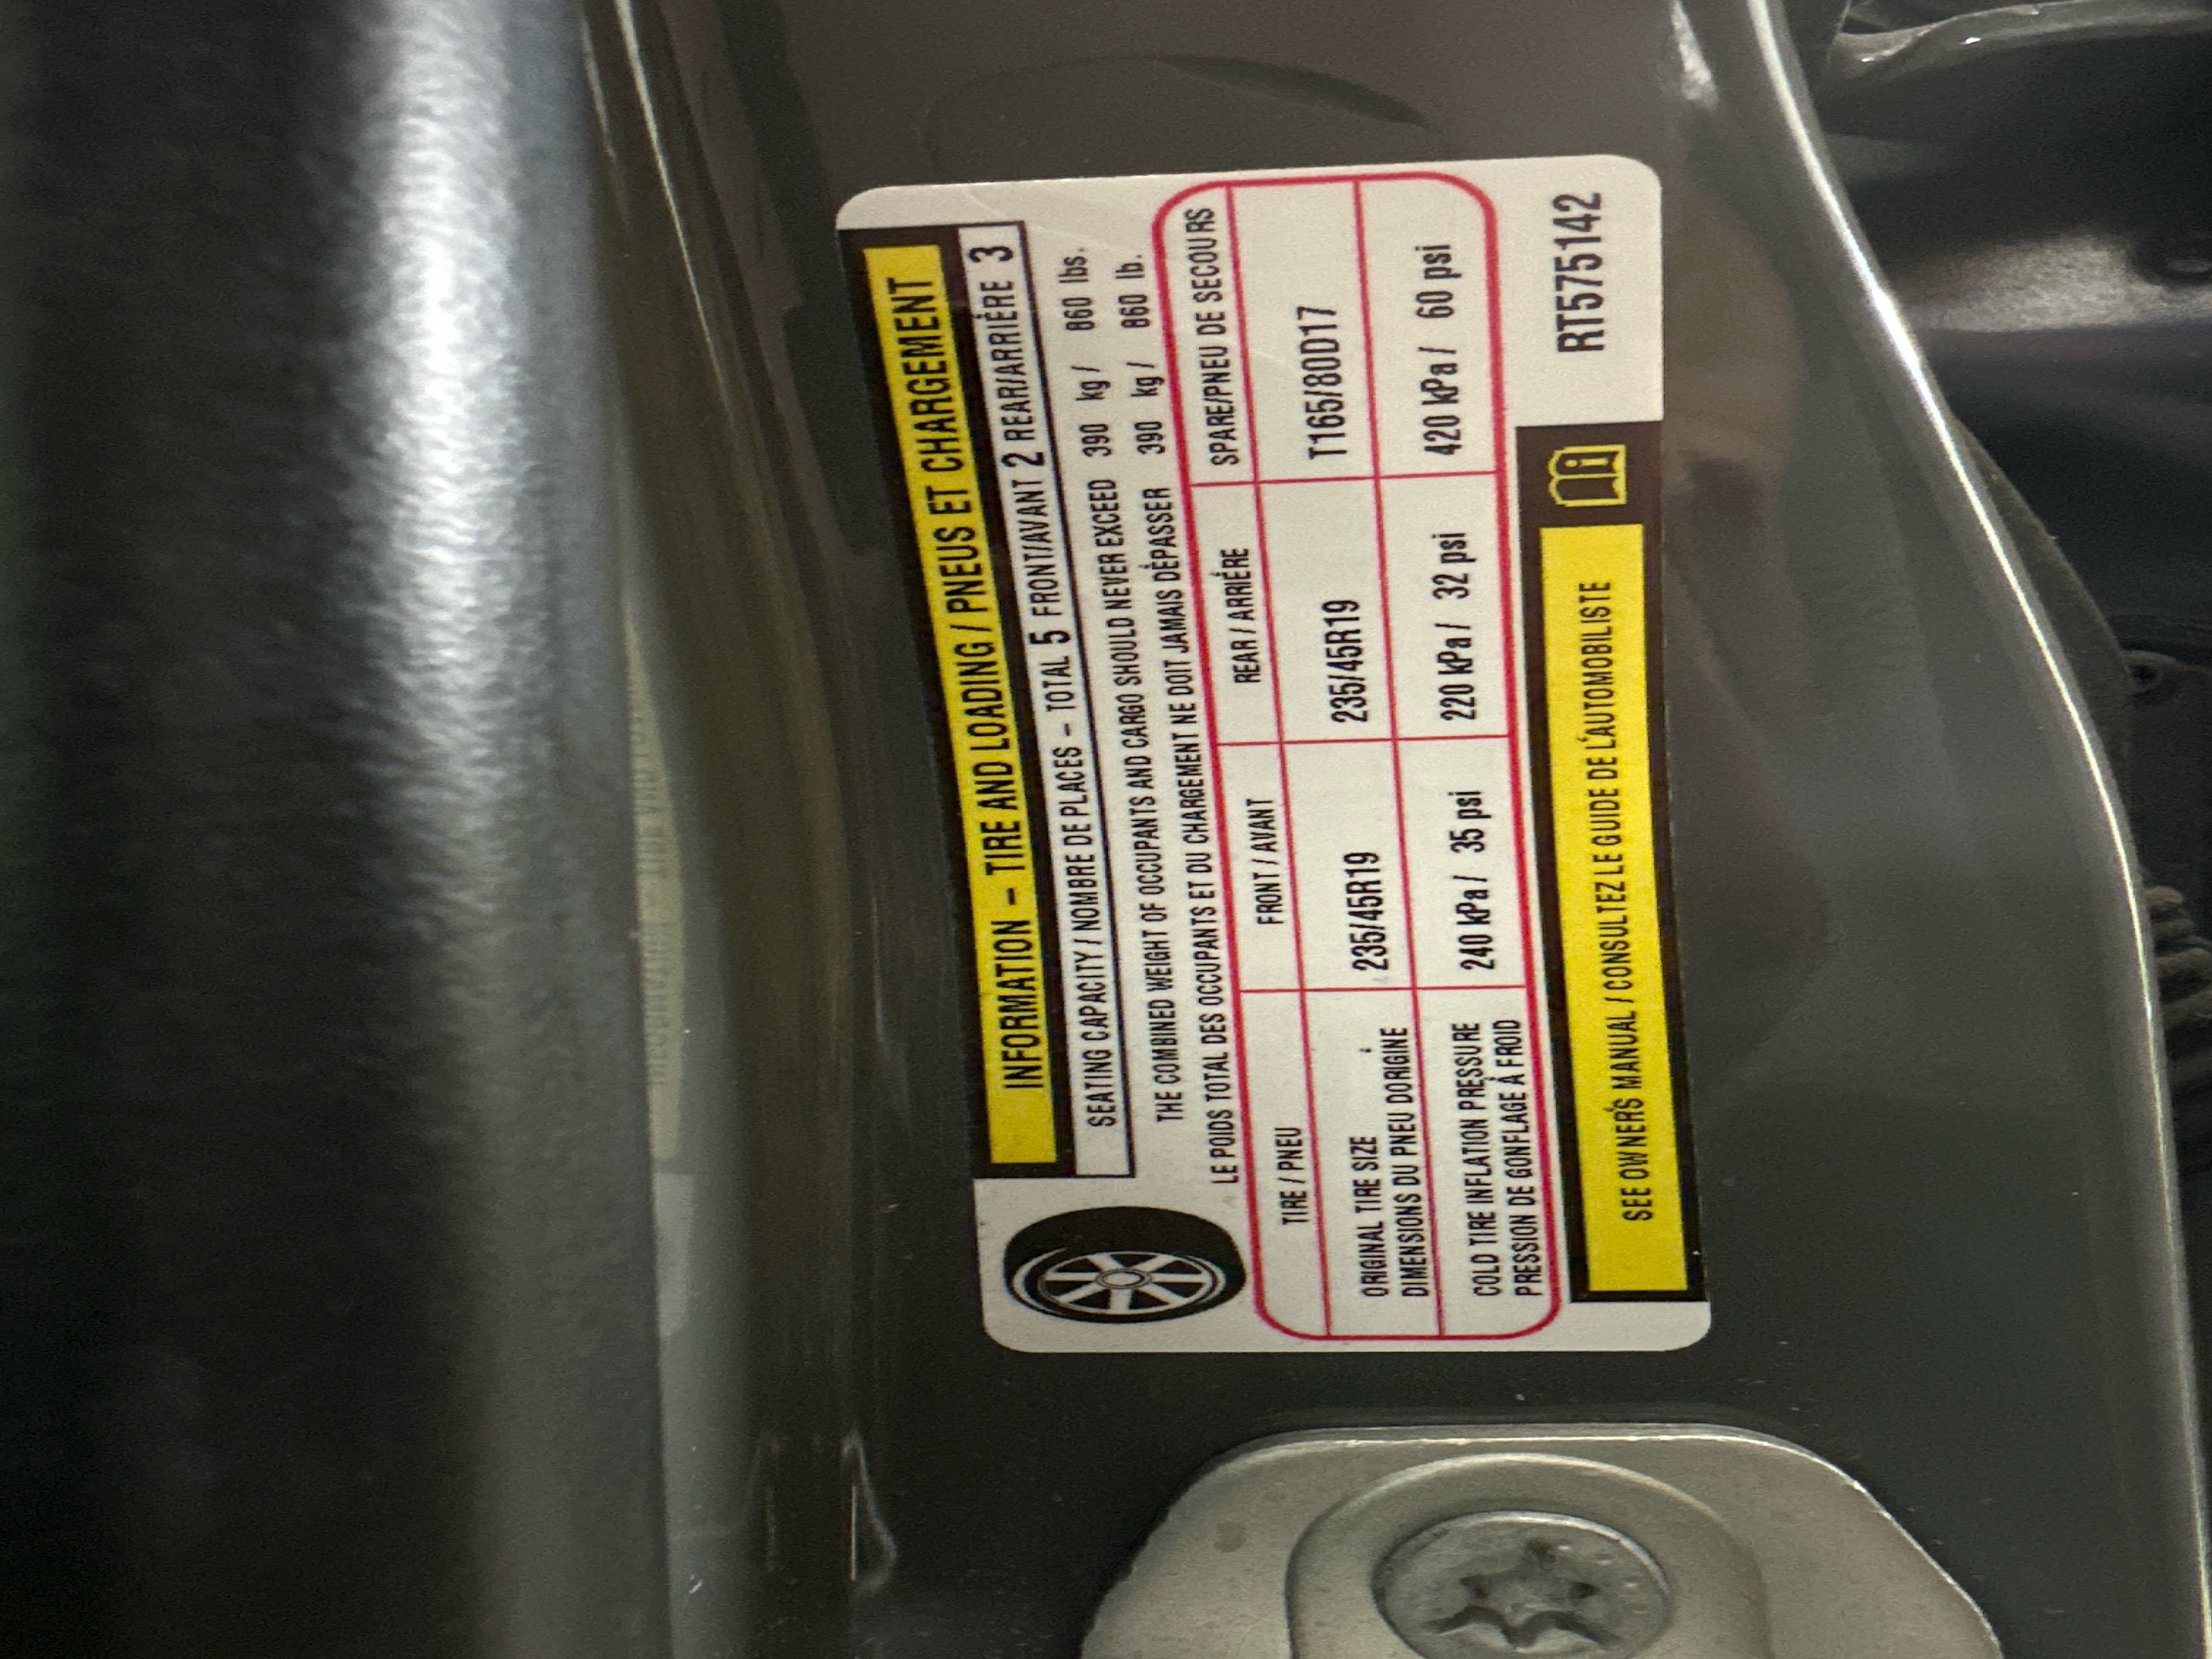 INFORMATION – TIRE AND LOADING / PNEUS ET CHARGEMENT
SEATING CAPACITY / NOMBRE DE PLACES – TOTAL 5 FRONT/AVANT 2 REAR/ARRIÈRE 3
THE COMBINED WEIGHT OF OCCUPANTS AND CARGO SHOULD NEVER EXCEED 390 kg / 860 lbs.
LE POIDS TOTAL DES OCCUPANTS ET DU CHARGEMENT NE DOIT JAMAIS DÉPASSER 390 kg / 860 lb.
TIRE / PNEU FRONT / AVANT REAR / ARRIÈRE SPARE/PNEU DE SECOURS
ORIGINAL TIRE SIZE
DIMENSIONS DU PNEU D'ORIGINE 235/45R19 235/45R19 T165/80D17
COLD TIRE INFLATION PRESSURE
PRESSION DE GONFLAGE À FROID 240 kPa / 35 psi 220 kPa / 32 psi 420 kPa / 60 psi
SEE OWNER'S MANUAL / CONSULTEZ LE GUIDE DE L'AUTOMOBILISTE
RT575142